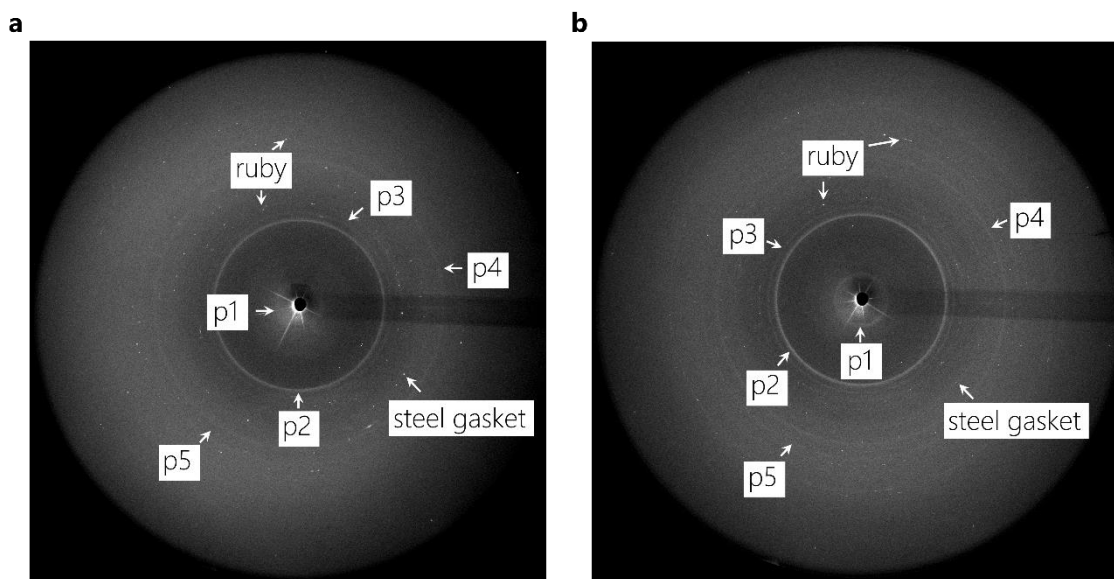 a
ruby
p3
p4
p1
steel gasket
p2
p5
b
ruby
p4
p3
p1
p2
steel gasket
p5